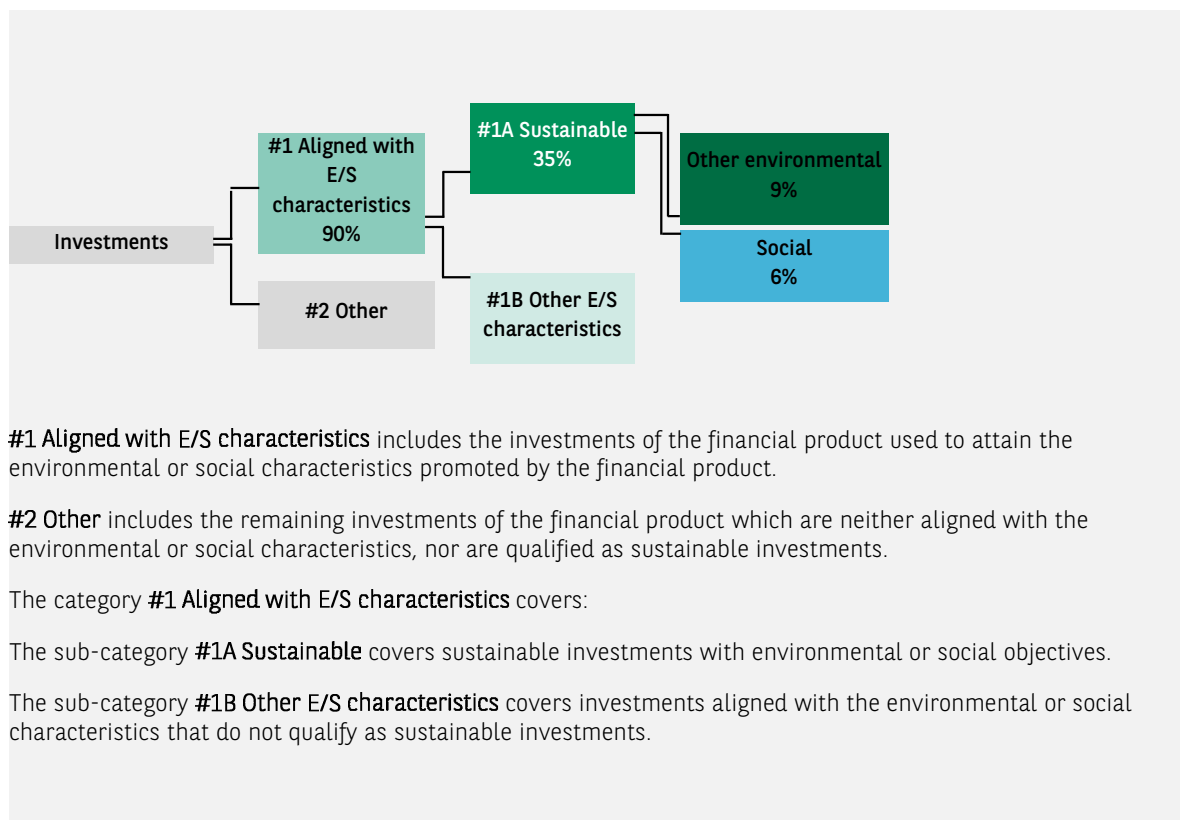 #1A Sustainable
35%
#1 Aligned with
E/S
characteristics
90%
Other environmental
9%
Investments
Social
6%
#2 Other
#1B Other E/S
characteristics
#1 Aligned with E/S characteristics includes the investments of the financial product used to attain the
environmental or social characteristics promoted by the financial product.
#2 Other includes the remaining investments of the financial product which are neither aligned with the
environmental or social characteristics, nor are qualified as sustainable investments.
The category #1 Aligned with E/S characteristics covers:
The sub-category #1A Sustainable covers sustainable investments with environmental or social objectives.
The sub-category #1B Other E/S characteristics covers investments aligned with the environmental or social
characteristics that do not qualify as sustainable investments.